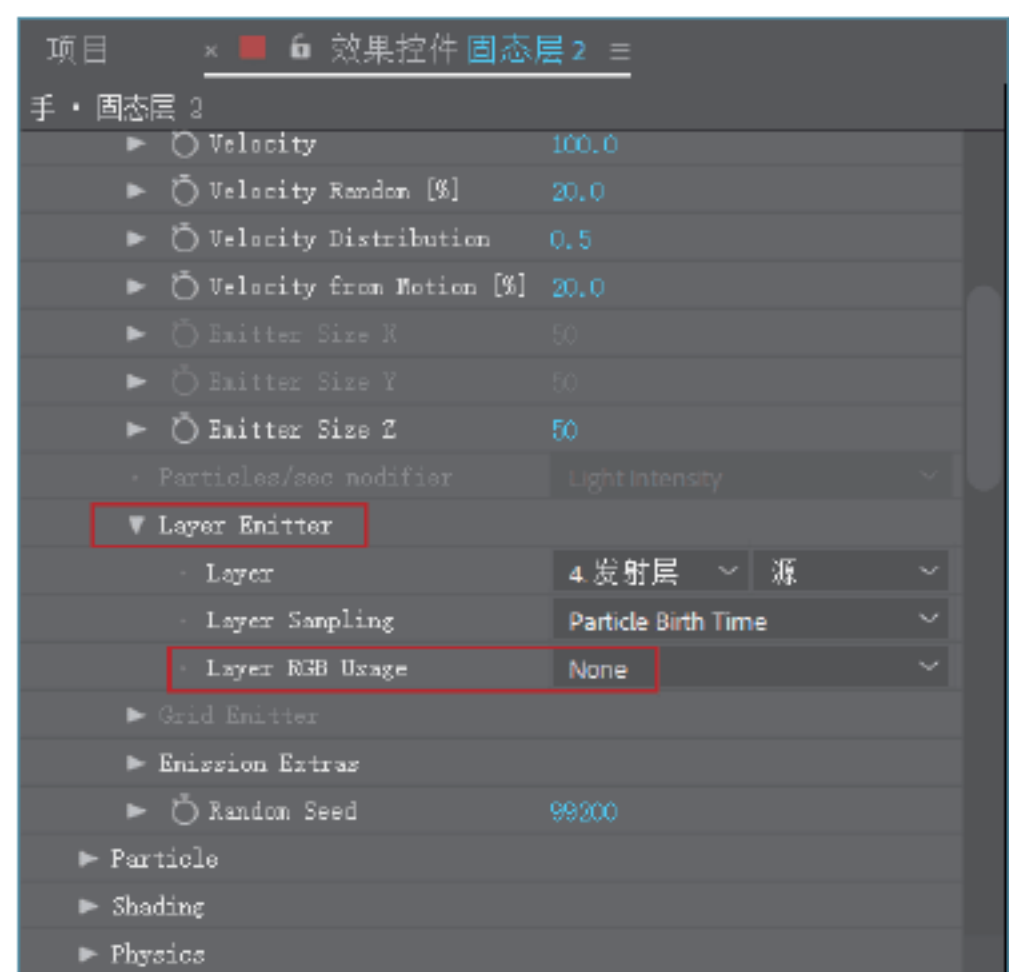 项目 × 效果控件 固态层 2 ≡
手 · 固态层 2
Velocity 100.0
Velocity Random [%] 20.0
Velocity Distribution 0.5
Velocity from Motion [%] 20.0
Emitter Size X 50
Emitter Size Y 50
Emitter Size Z 50
Particles/sec modifier Light Intensity
Layer Emitter
Layer 4. 发射层 源
Layer Sampling Particle Birth Time
Layer RGB Usage None
Grid Emitter
Emission Extras
Random Seed 99200
Particle
Shading
Physics